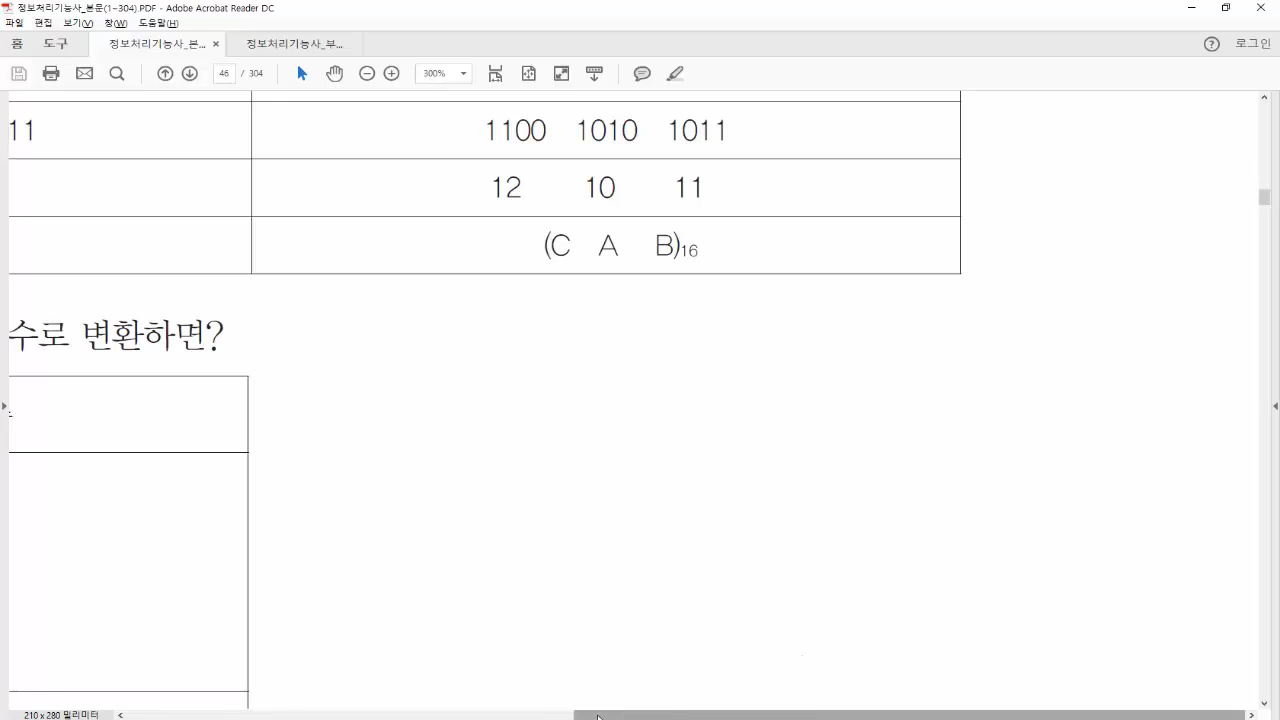 정보처리기능사_본문(1~304).PDF - Adobe Acrobat Reader DC
파일 편집 보기(V) 창(W) 도움말(H)
홈 도구 정보처리기능사_본... × 정보처리기능사_부... 로그인
46 / 304 300%
11 1100 1010 1011
12 10 11
(C A B)₁₆
수로 변환하면?
210 x 280 밀리미터